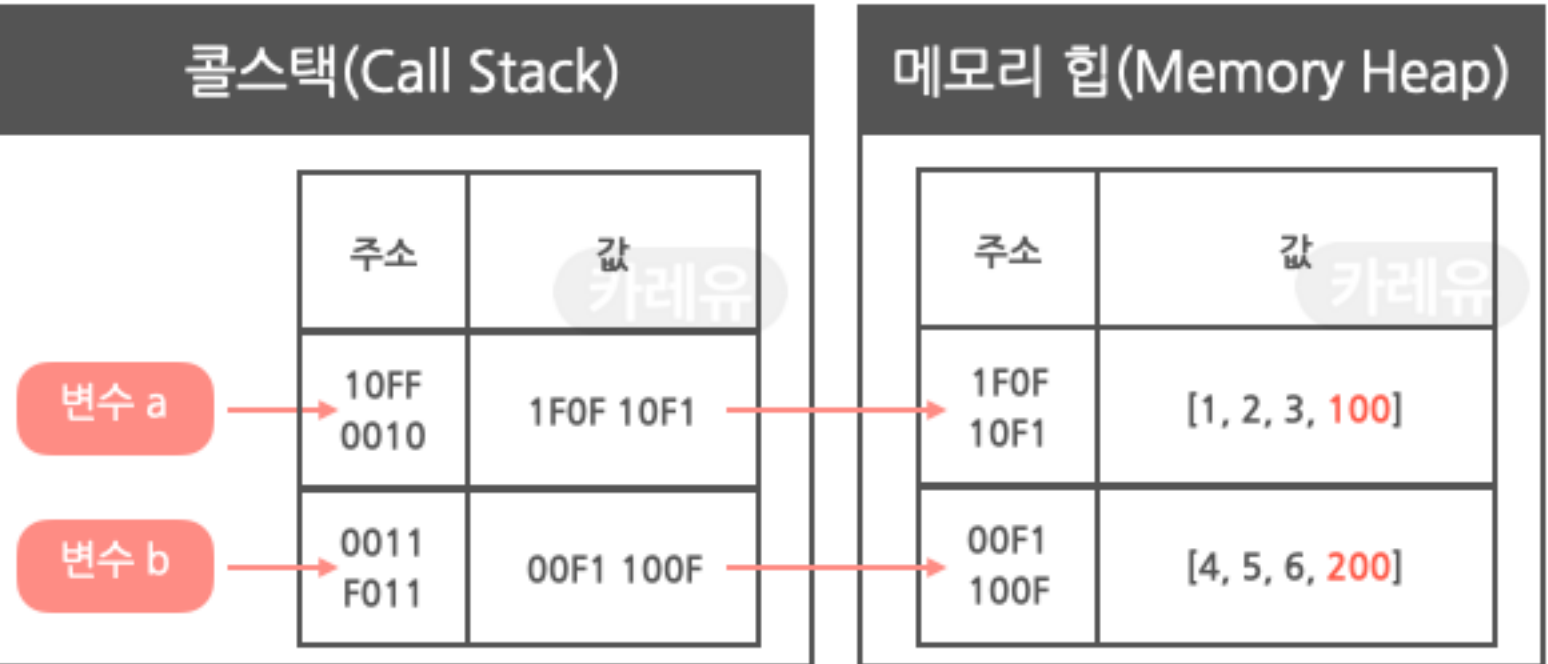 콜스택(Call Stack)
주소
값
카레유
변수 a
10FF
0010
1F0F 10F1
변수 b
0011
F011
00F1 100F
메모리 힙(Memory Heap)
주소
값
카레유
1F0F
10F1
[1, 2, 3, 100]
00F1
100F
[4, 5, 6, 200]